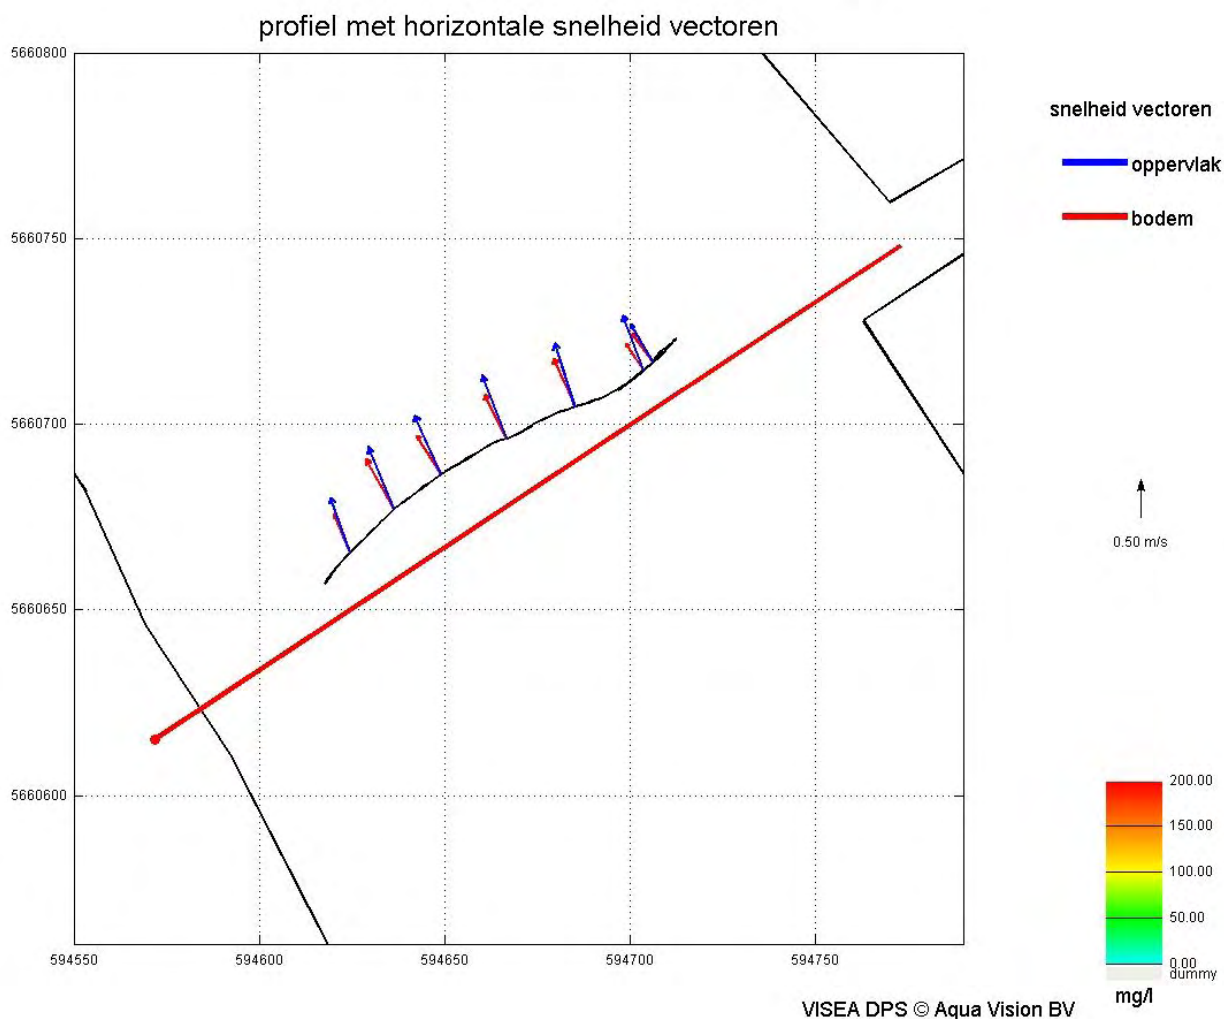 profiel met horizontale snelheid vectoren
5660800
5660750
5660700
5660650
5660600
594550
594600
594650
594700
594750
snelheid vectoren
oppervlak
bodem
0.50 m/s
200.00
150.00
100.00
50.00
0.00
dummy
mg/l
VISEA DPS © Aqua Vision BV